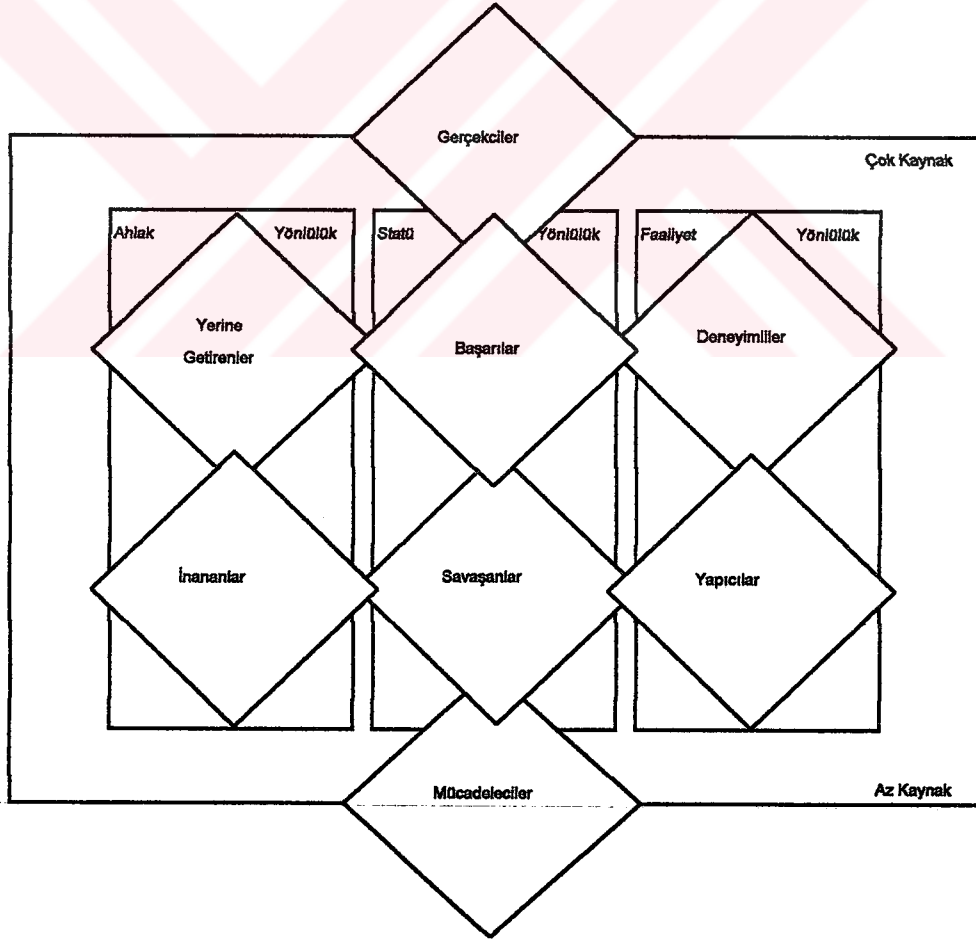 Gerçekciler
Çok Kaynak
Ahlak Yönlülük Statü Yönlülük Faaliyet Yönlülük
Yerine
Getirenler
Başarılar
Deneyimliler
İnananlar
Savaşanlar
Yapıcılar
Mücadeleciler
Az Kaynak